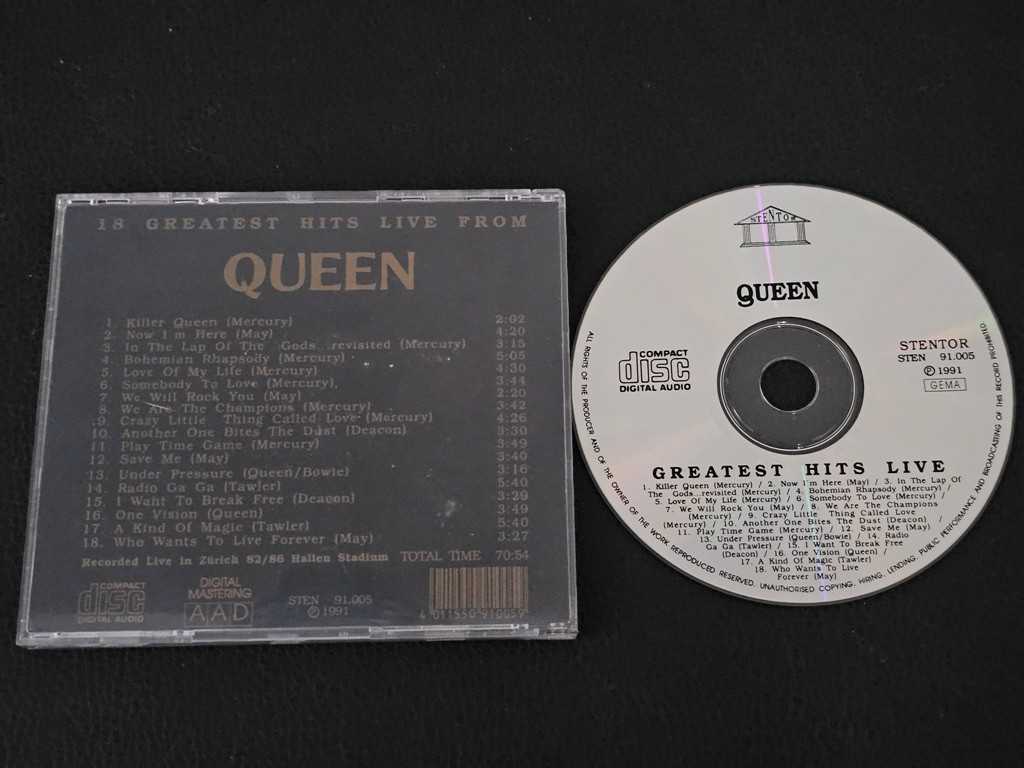 18 GREATEST HITS LIVE FROM
QUEEN
1. Killer Queen (Mercury) 2:02
2. Now I'm Here (May) 4:20
3. In The Lap Of The Gods...revisited (Mercury) 3:15
4. Bohemian Rhapsody (Mercury) 5:05
5. Love Of My Life (Mercury) 4:30
6. Somebody To Love (Mercury), 3:44
7. We Will Rock You (May) 2:20
8. We Are The Champions (Mercury) 3:42
9. Crazy Little Thing Called Love (Mercury) 4:26
10. Another One Bites The Dust (Deacon) 3:30
11. Play Time Game (Mercury) 3:49
12. Save Me (May) 3:40
13. Under Pressure (Queen/Bowie) 3:16
14. Radio Ga Ga (Tawler) 5:40
15. I Want To Break Free (Deacon) 3:29
16. One Vision (Queen) 3:49
17. A Kind Of Magic (Tawler) 5:40
18. Who Wants To Live Forever (May) 3:27
Recorded Live in Zürich 82/86 Hallen Stadium TOTAL TIME 70:54
COMPACT
disc
DIGITAL AUDIO
DIGITAL
MASTERING
AAD
STEN 91.005
℗ 1991
4 011550 910059
STENTOR
QUEEN
COMPACT
disc
DIGITAL AUDIO
STENTOR
STEN 91.005
℗ 1991
GEMA
GREATEST HITS LIVE
1. Killer Queen (Mercury) / 2. Now I'm Here (May) / 3. In The Lap Of
The Gods...revisited (Mercury) / 4. Bohemian Rhapsody (Mercury) /
5. Love Of My Life (Mercury) / 6. Somebody To Love (Mercury) /
7. We Will Rock You (May) / 8. We Are The Champions
(Mercury) / 9. Crazy Little Thing Called Love
(Mercury) / 10. Another One Bites The Dust (Deacon) /
11. Play Time Game (Mercury) / 12. Save Me (May) /
13. Under Pressure (Queen/Bowie) / 14. Radio
Ga Ga (Tawler) / 15. I Want To Break Free
(Deacon) / 16. One Vision (Queen) /
17. A Kind Of Magic (Tawler) /
18. Who Wants To Live
Forever (May)
ALL RIGHTS OF THE PRODUCER AND OF THE OWNER OF THE WORK REPRODUCED RESERVED. UNAUTHORISED COPYING, HIRING, LENDING, PUBLIC PERFORMANCE AND BROADCASTING OF THIS RECORD PROHIBITED.